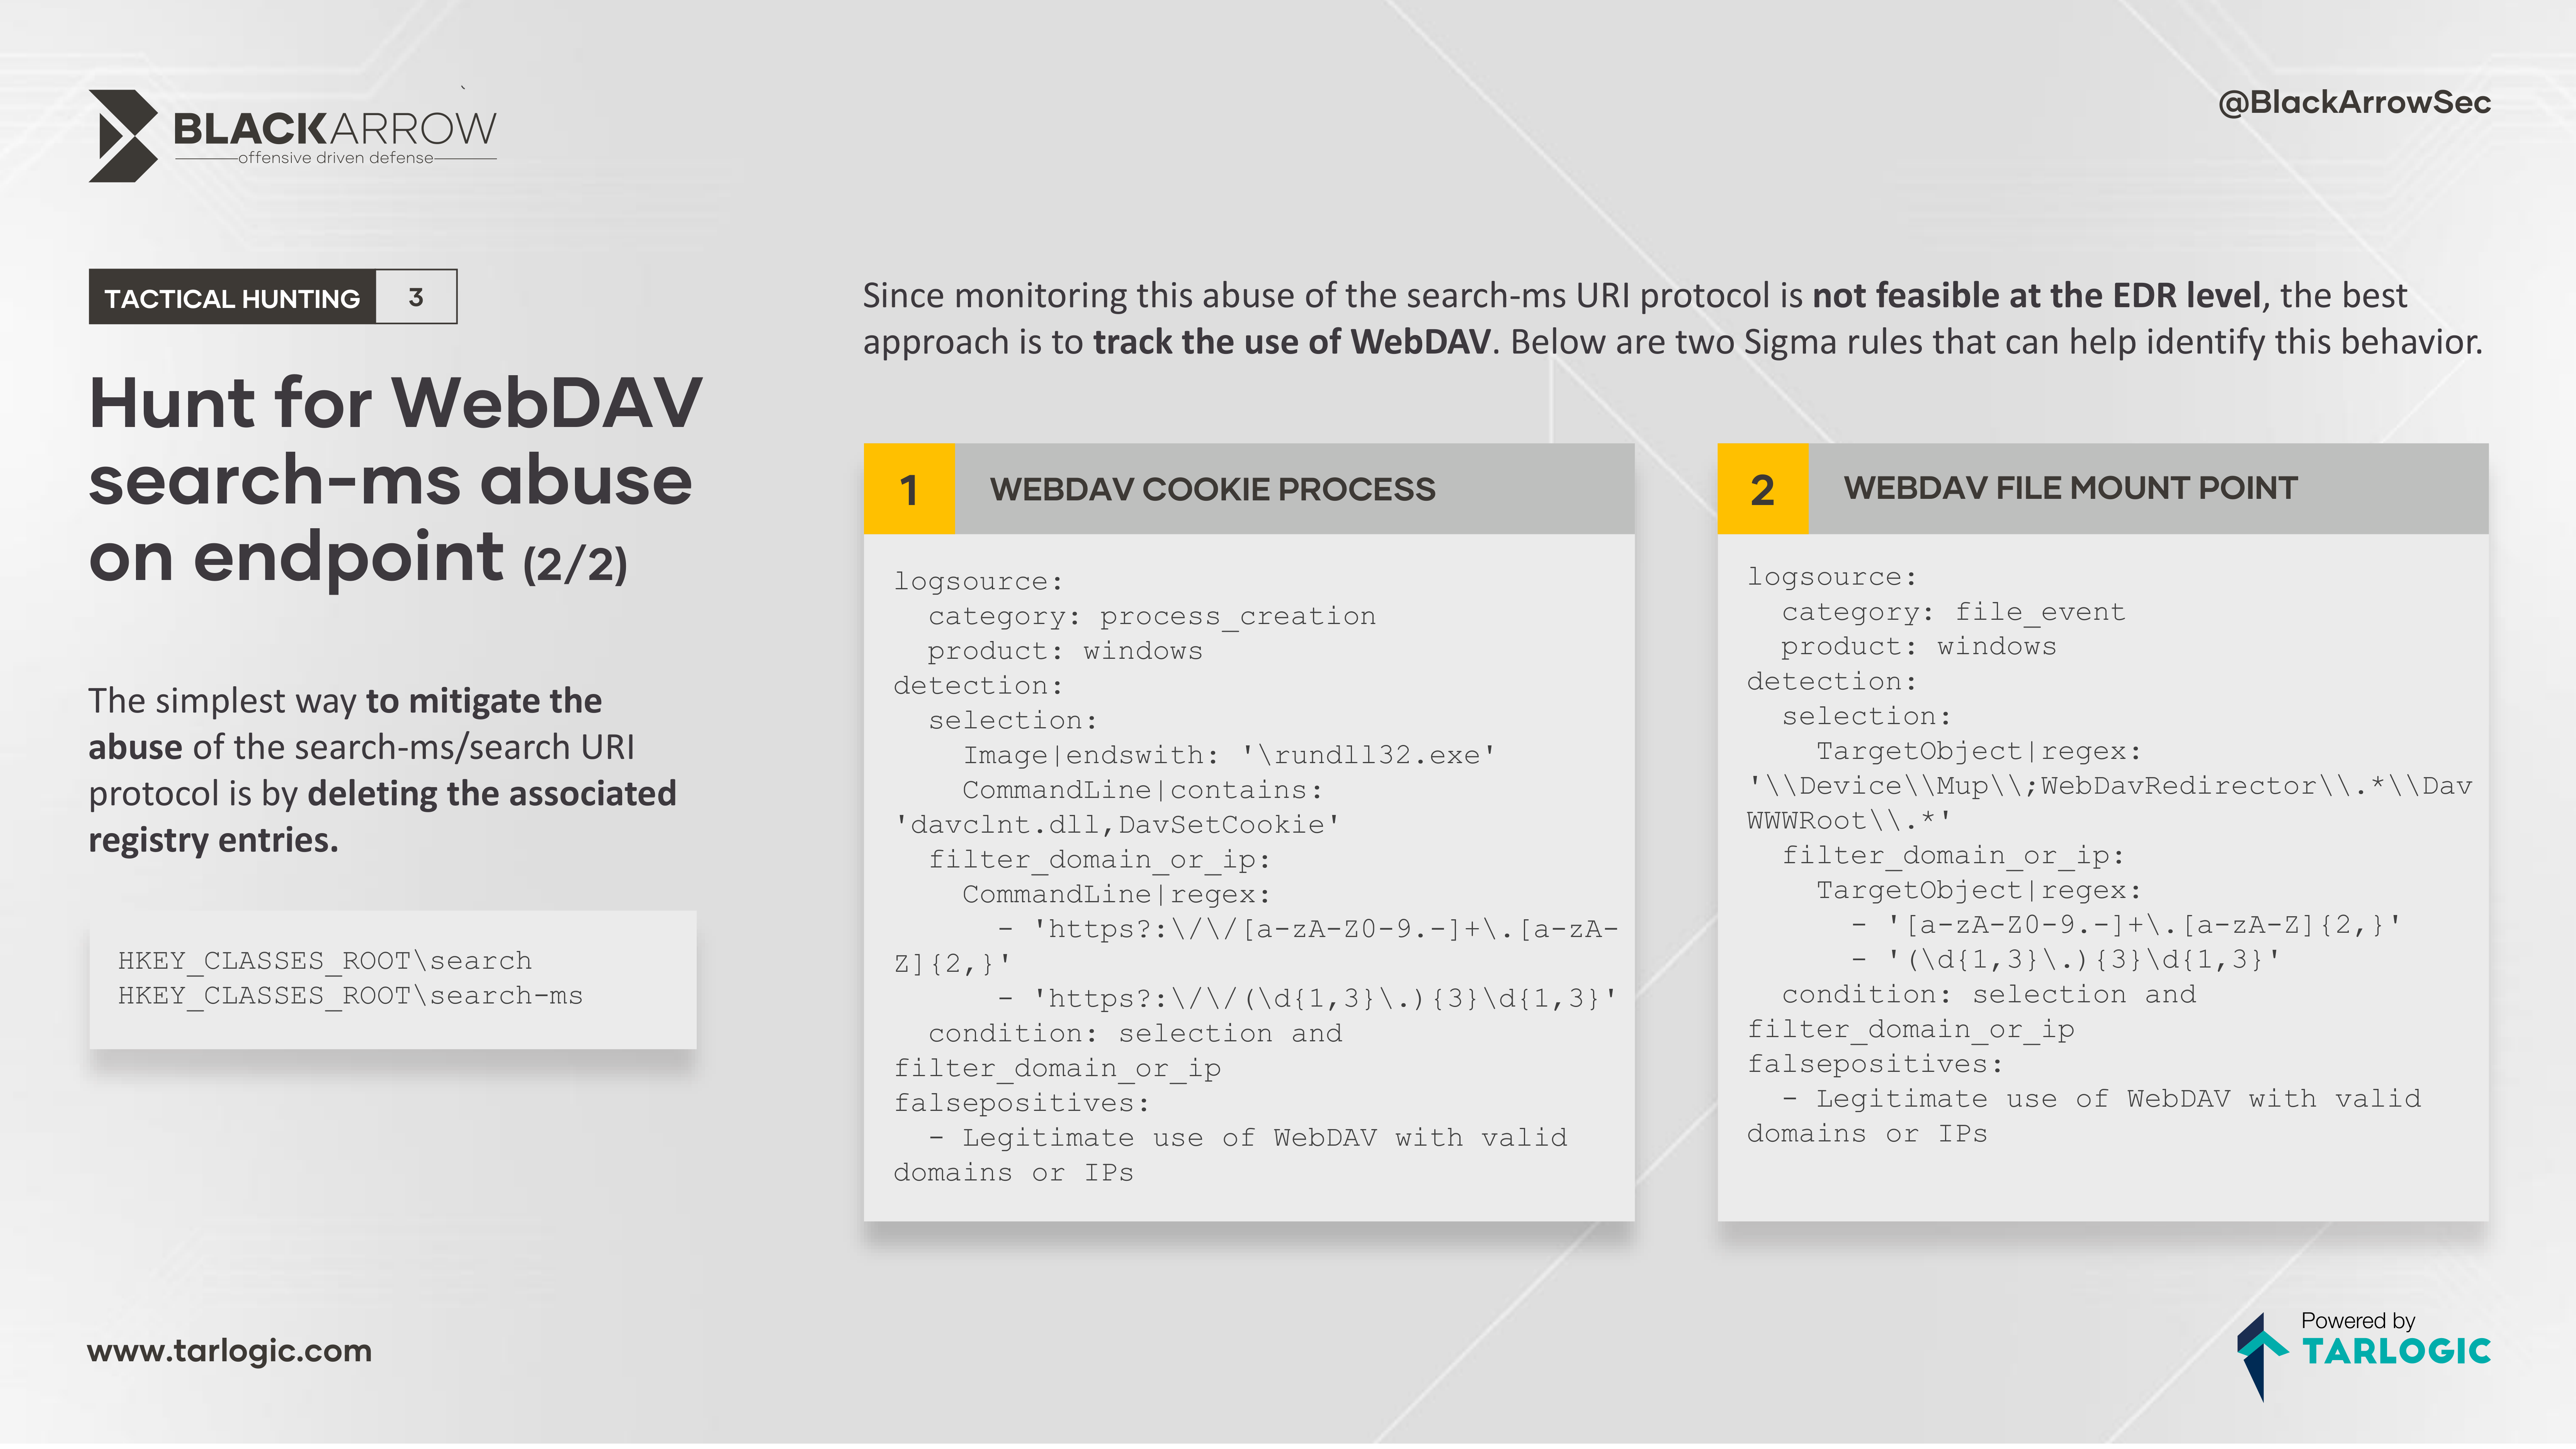 BLACKARROW
offensive driven defense
@BlackArrowSec
TACTICAL HUNTING 3
Hunt for WebDAV
search-ms abuse
on endpoint (2/2)
The simplest way to mitigate the
abuse of the search-ms/search URI
protocol is by deleting the associated
registry entries.
HKEY_CLASSES_ROOT\search
HKEY_CLASSES_ROOT\search-ms
Since monitoring this abuse of the search-ms URI protocol is not feasible at the EDR level, the best
approach is to track the use of WebDAV. Below are two Sigma rules that can help identify this behavior.
1 WEBDAV COOKIE PROCESS
logsource:
  category: process_creation
  product: windows
detection:
  selection:
    Image|endswith: '\rundll32.exe'
    CommandLine|contains:
'davclnt.dll,DavSetCookie'
  filter_domain_or_ip:
    CommandLine|regex:
      - 'https?:\/\/[a-zA-Z0-9.-]+\.[a-zA-
Z]{2,}'
      - 'https?:\/\/(\d{1,3}\.){3}\d{1,3}'
  condition: selection and
filter_domain_or_ip
falsepositives:
  - Legitimate use of WebDAV with valid
domains or IPs
2 WEBDAV FILE MOUNT POINT
logsource:
  category: file_event
  product: windows
detection:
  selection:
    TargetObject|regex:
'\\Device\\Mup\\;WebDavRedirector\\.*\\Dav
WWWRoot\\.*'
  filter_domain_or_ip:
    TargetObject|regex:
      - '[a-zA-Z0-9.-]+\.[a-zA-Z]{2,}'
      - '(\d{1,3}\.){3}\d{1,3}'
  condition: selection and
filter_domain_or_ip
falsepositives:
  - Legitimate use of WebDAV with valid
domains or IPs
www.tarlogic.com
Powered by
TARLOGIC